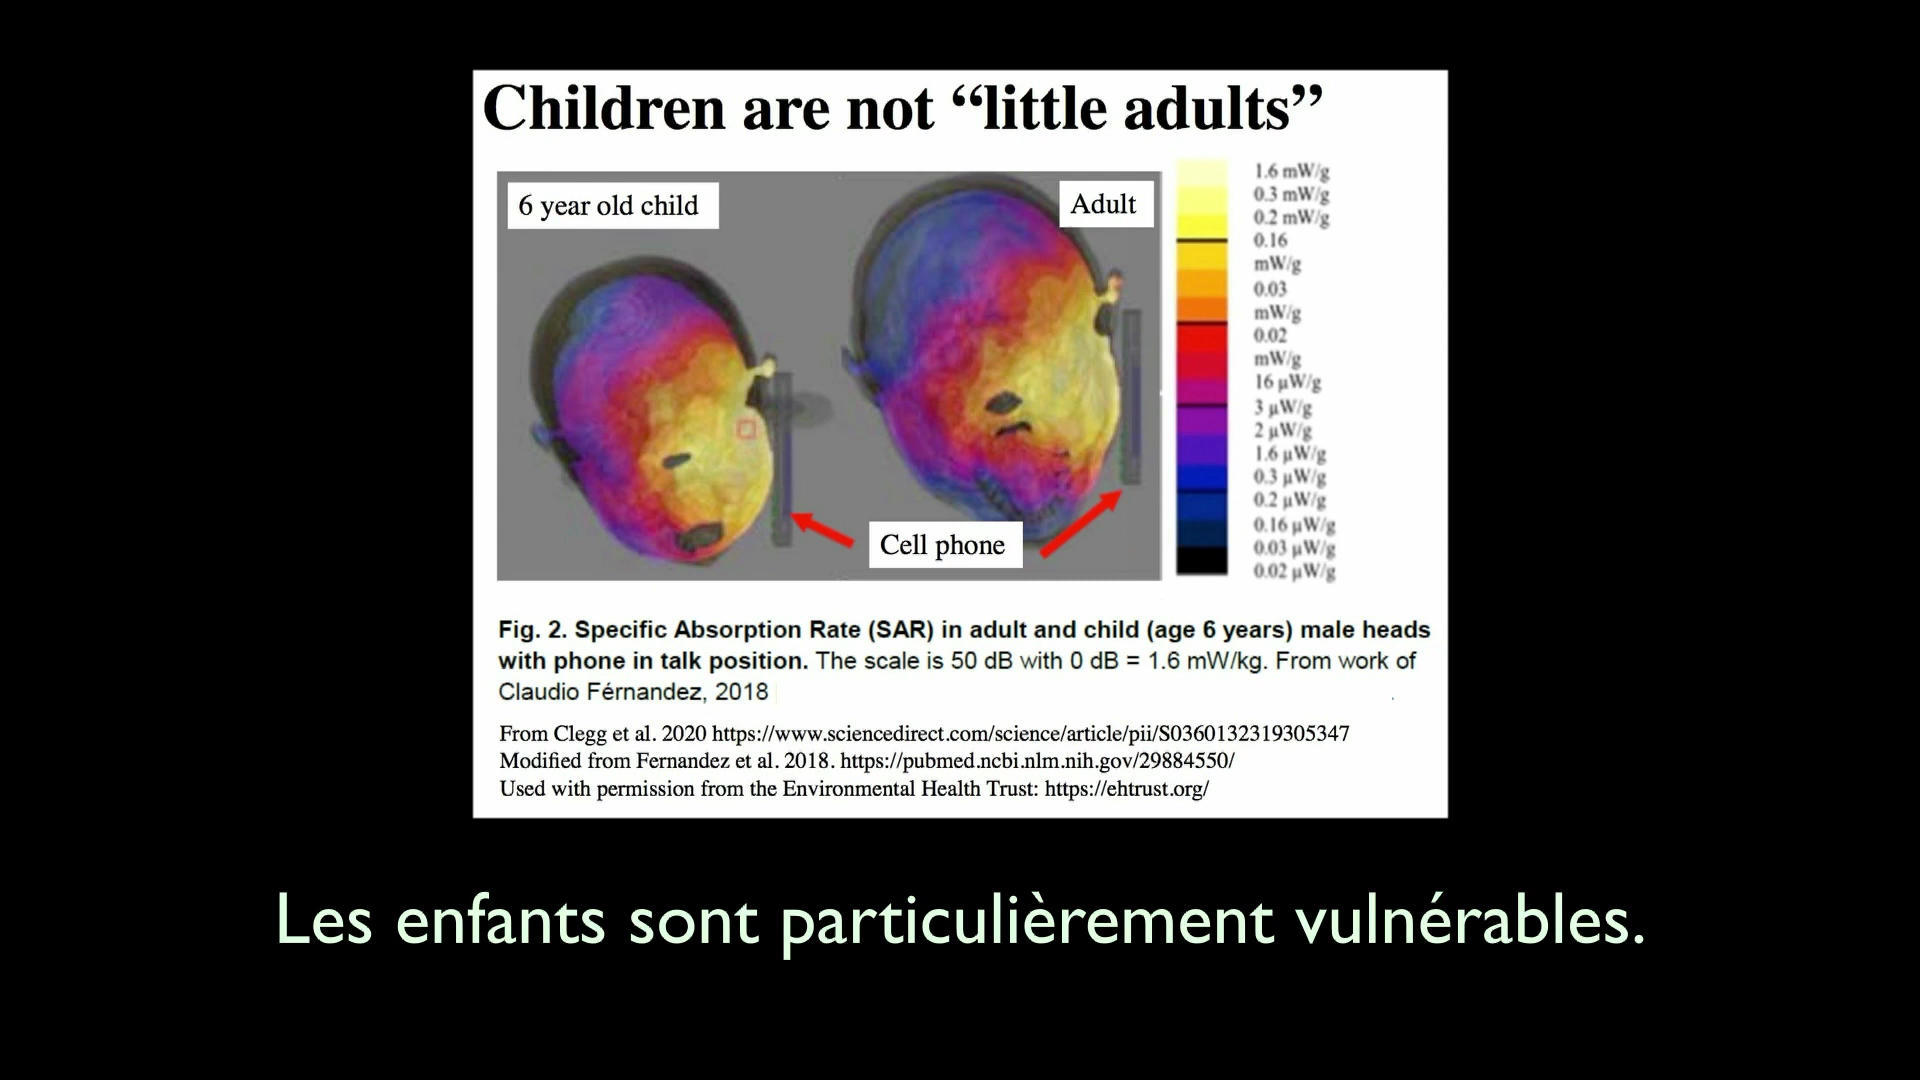 Children are not “little adults”
6 year old child
Adult
1.6 mW/g
0.3 mW/g
0.2 mW/g
0.16
mW/g
0.03
mW/g
0.02
mW/g
16 µW/g
3 µW/g
2 µW/g
1.6 µW/g
0.3 µW/g
0.2 µW/g
0.16 µW/g
0.03 µW/g
0.02 µW/g
Cell phone
Fig. 2. Specific Absorption Rate (SAR) in adult and child (age 6 years) male heads
with phone in talk position. The scale is 50 dB with 0 dB = 1.6 mW/kg. From work of
Claudio Férnandez, 2018
From Clegg et al. 2020 https://www.sciencedirect.com/science/article/pii/S0360132319305347
Modified from Fernandez et al. 2018. https://pubmed.ncbi.nlm.nih.gov/29884550/
Used with permission from the Environmental Health Trust: https://ehtrust.org/
Les enfants sont particulièrement vulnérables.